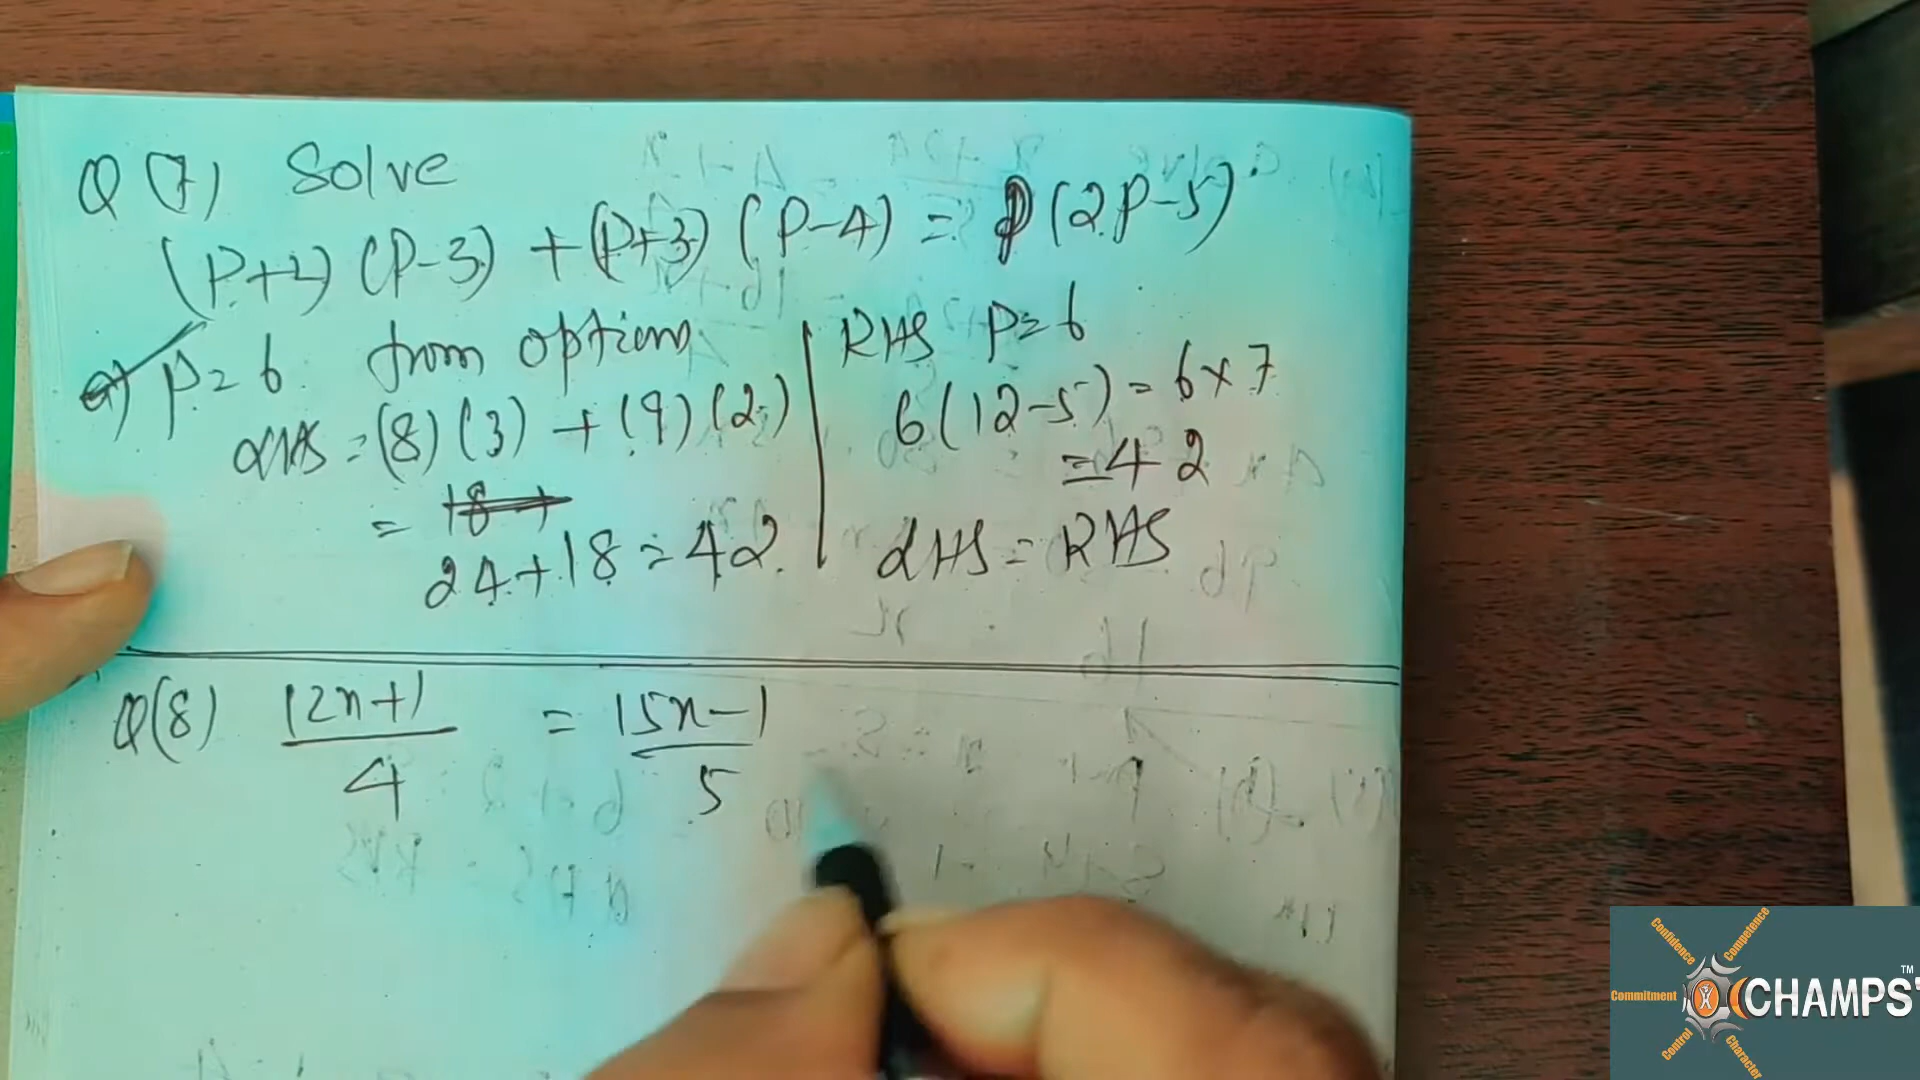 Q (7) Solve
(P+2) (P-3) + (P+3) (P-4) = P (2P-5)
a) P = 6 from options
LHS = (8) (3) + (9) (2)
= 18 +
24 + 18 = 42
RHS P = 6
6 (12-5) = 6 x 7
= 42
LHS = RHS
Q(8) 12x+1 / 4 = 15x-1 / 5
Confidence
Competence
Commitment
CHAMPS™
Control
Character